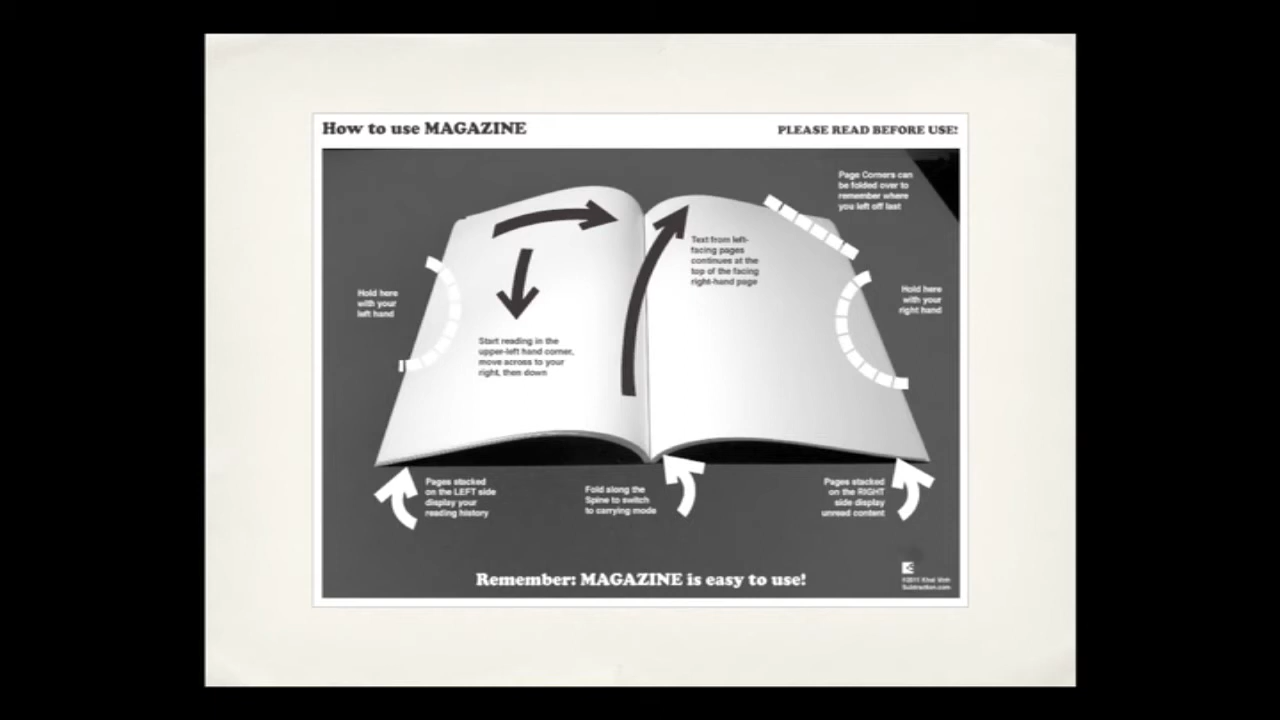 How to use MAGAZINE
PLEASE READ BEFORE USE!
Page Corners can
be folded over to
remember where
you left off last
Text from left-
facing pages
continues at the
top of the facing
right-hand page
Hold here
with your
left hand
Hold here
with your
right hand
Start reading in the
upper-left hand corner,
move across to your
right, then down
Pages stacked
on the LEFT side
display your
reading history
Fold along the
Spine to switch
to carrying mode
Pages stacked
on the RIGHT
side display
unread content
Remember: MAGAZINE is easy to use!
©2011 Khoi Vinh
Subtraction.com